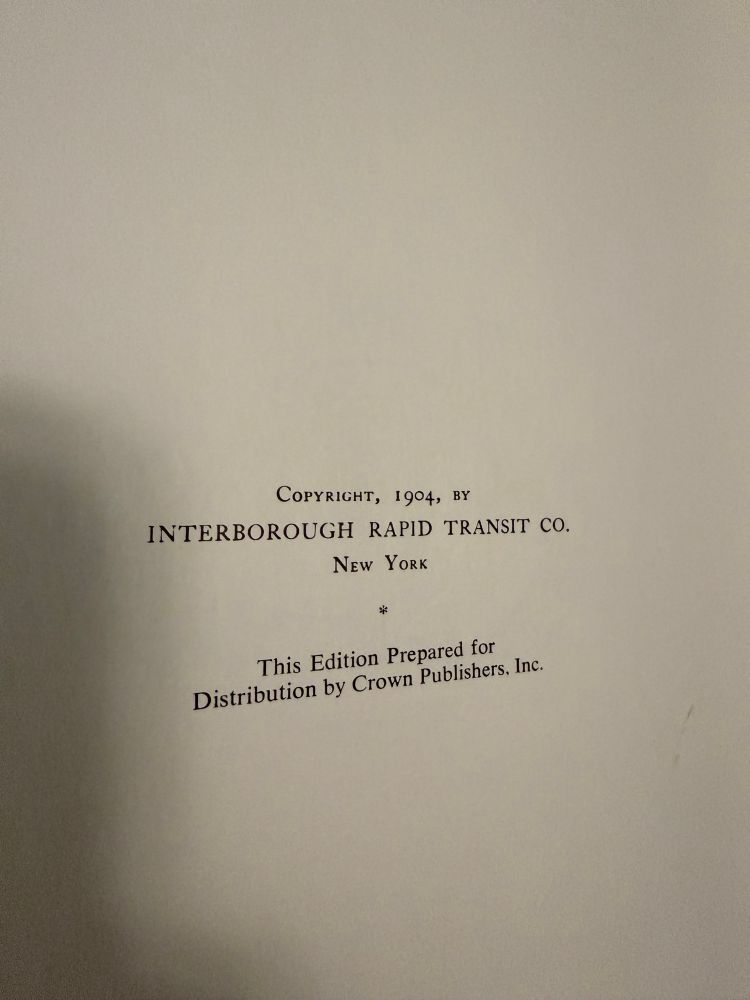 Copyright, 1904, by
INTERBOROUGH RAPID TRANSIT CO.
New York
*
This Edition Prepared for
Distribution by Crown Publishers, Inc.